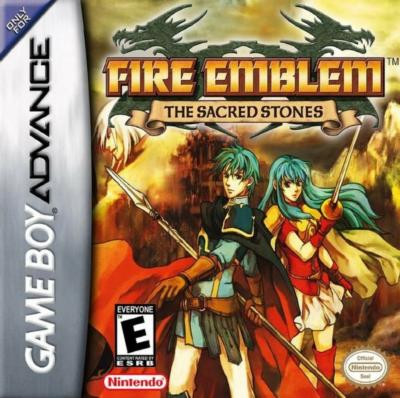 ONLY
FOR
GAME BOY ADVANCE
FIRE EMBLEM
TM
THE SACRED STONES
EVERYONE
E
CONTENT RATED BY
ESRB
Nintendo
Official
Nintendo
Seal